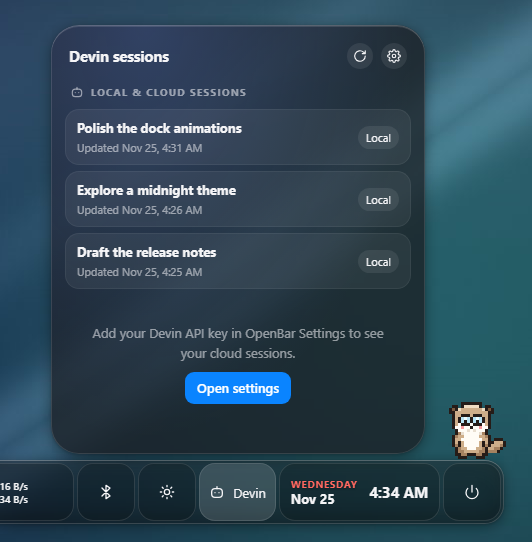 Devin sessions
LOCAL & CLOUD SESSIONS
Polish the dock animations
Updated Nov 25, 4:31 AM
Local
Explore a midnight theme
Updated Nov 25, 4:26 AM
Local
Draft the release notes
Updated Nov 25, 4:25 AM
Local
Add your Devin API key in OpenBar Settings to see
your cloud sessions.
Open settings
16 B/s
34 B/s
Devin
WEDNESDAY
Nov 25
4:34 AM